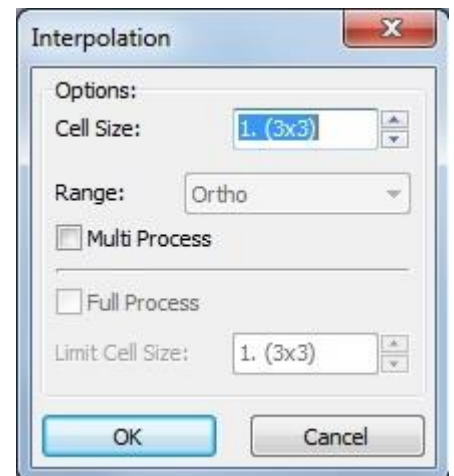 Interpolation
Options:
Cell Size: 1. (3x3)
Range: Ortho
Multi Process
Full Process
Limit Cell Size: 1. (3x3)
OK Cancel